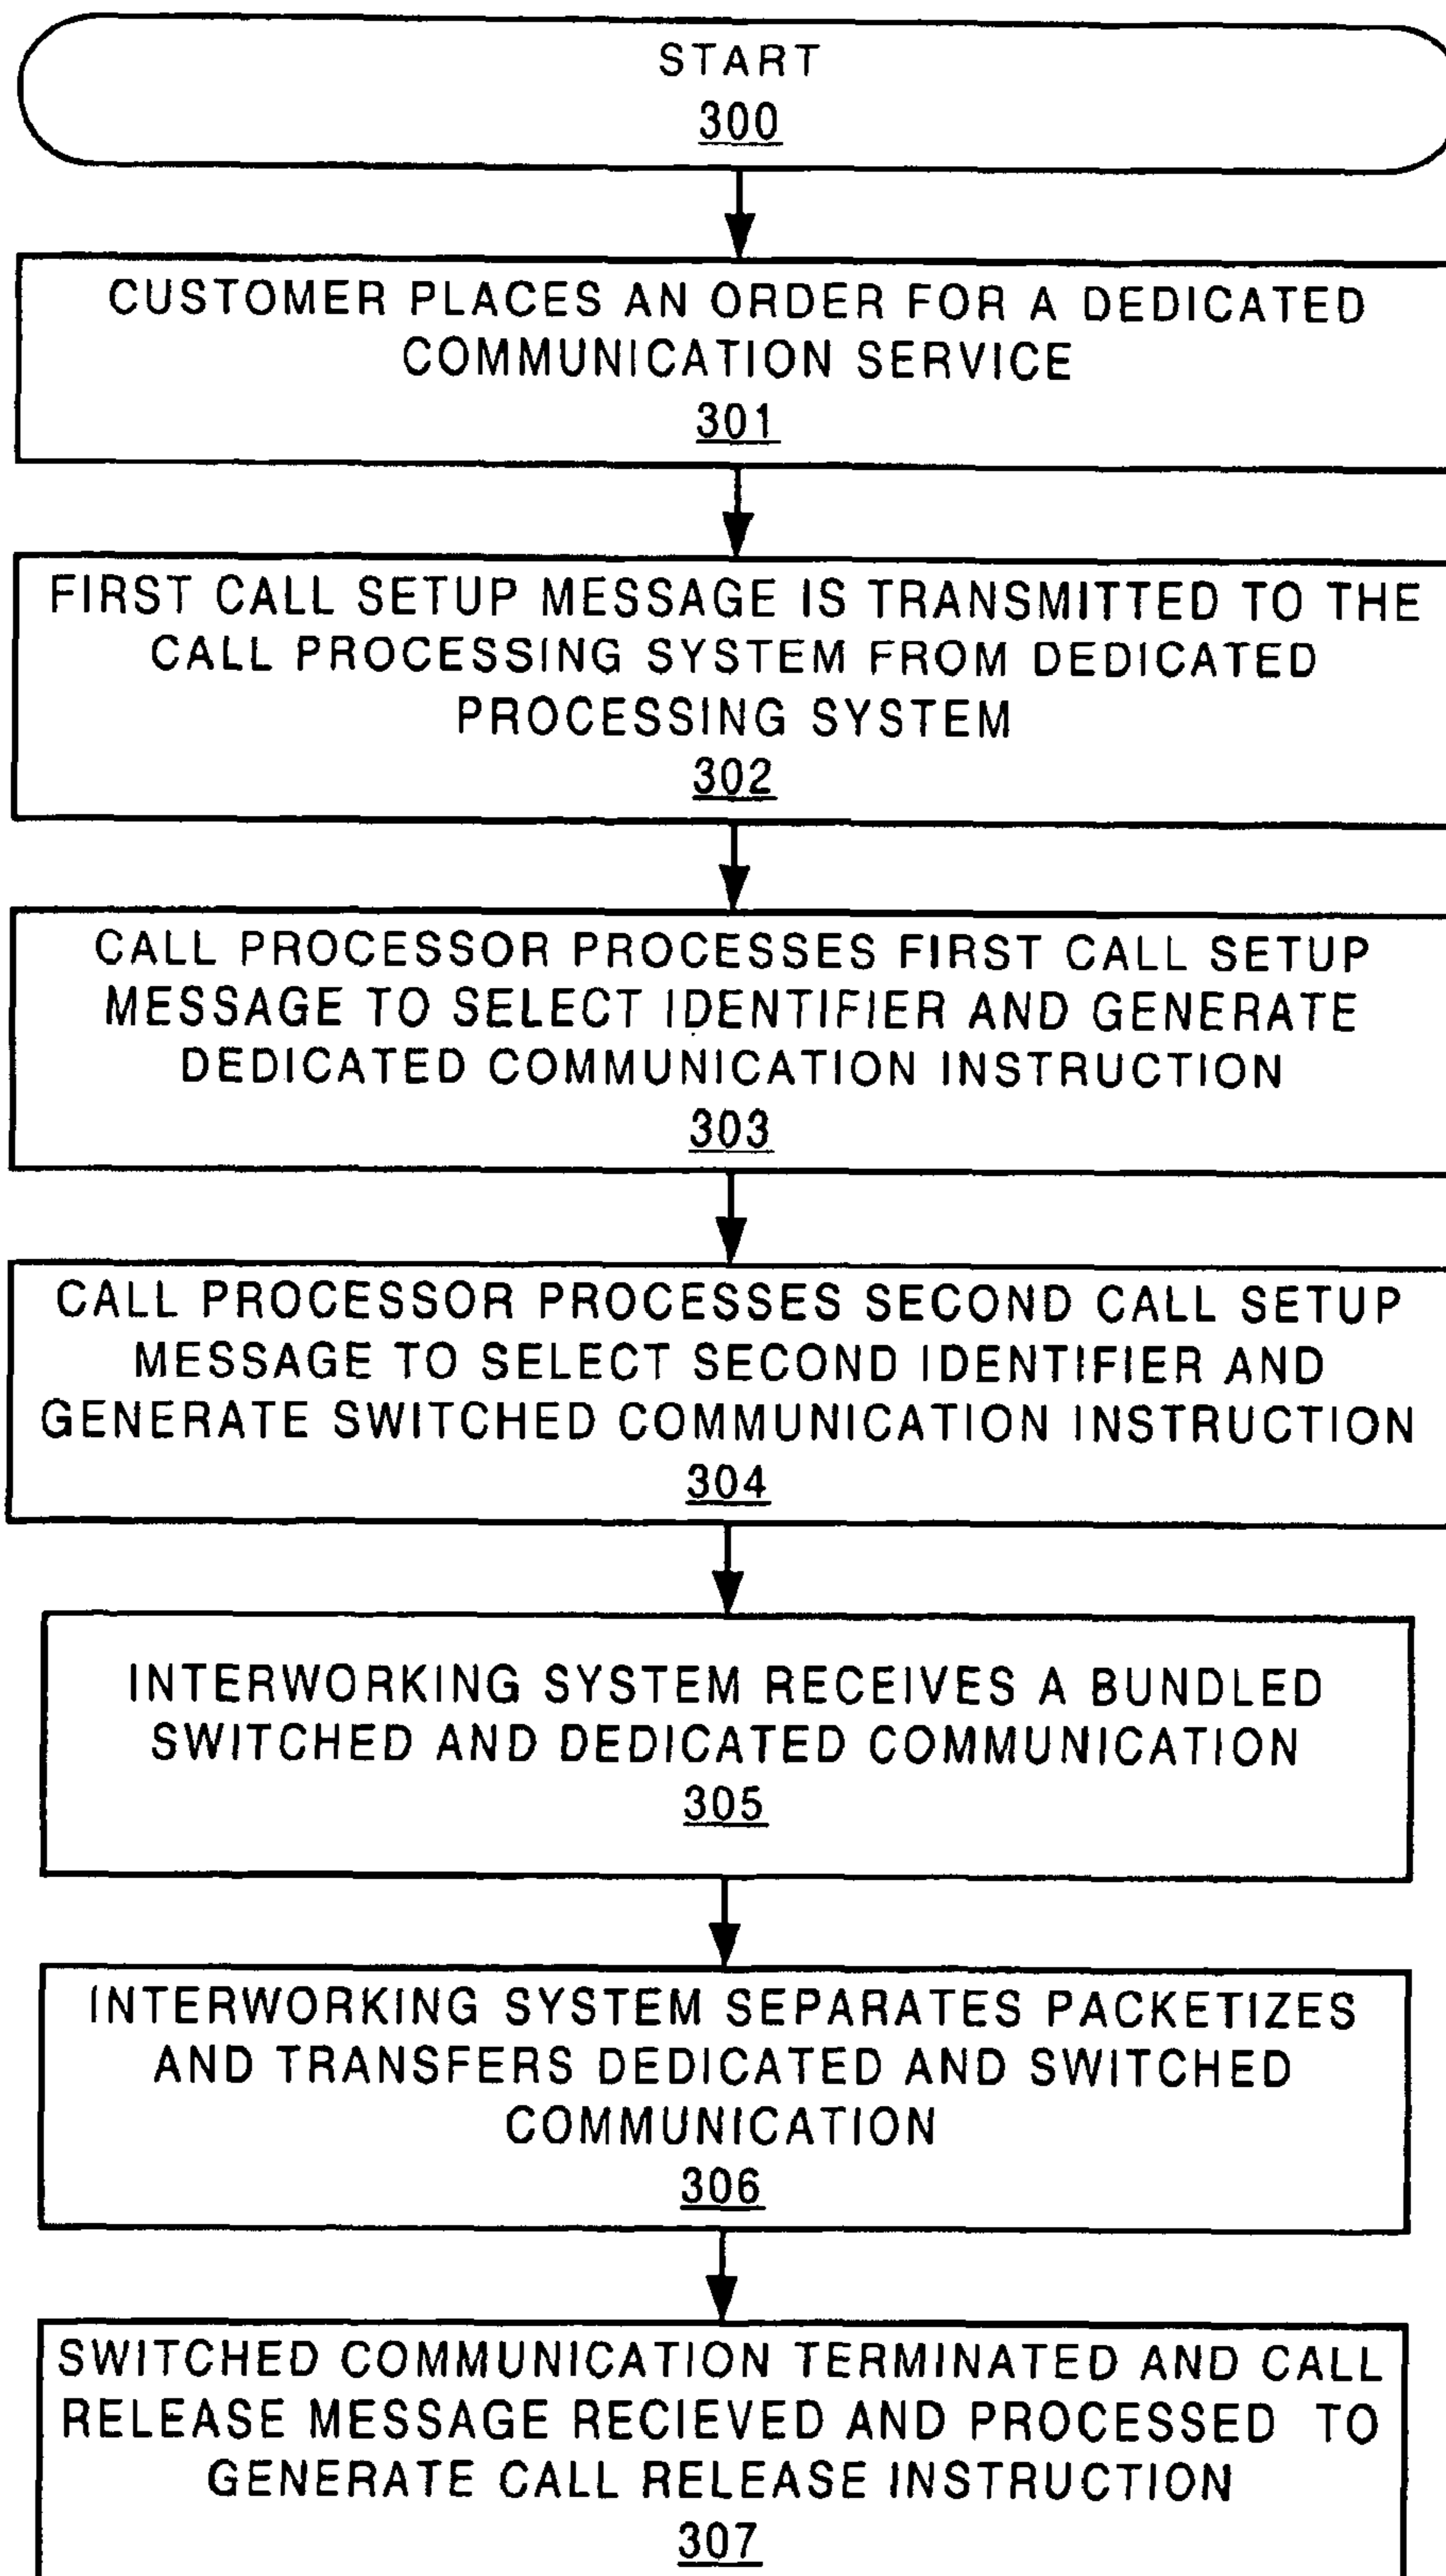 START
300
CUSTOMER PLACES AN ORDER FOR A DEDICATED
COMMUNICATION SERVICE
301
FIRST CALL SETUP MESSAGE IS TRANSMITTED TO THE
CALL PROCESSING SYSTEM FROM DEDICATED
PROCESSING SYSTEM
302
CALL PROCESSOR PROCESSES FIRST CALL SETUP
MESSAGE TO SELECT IDENTIFIER AND GENERATE
DEDICATED COMMUNICATION INSTRUCTION
303
CALL PROCESSOR PROCESSES SECOND CALL SETUP
MESSAGE TO SELECT SECOND IDENTIFIER AND
GENERATE SWITCHED COMMUNICATION INSTRUCTION
304
INTERWORKING SYSTEM RECEIVES A BUNDLED
SWITCHED AND DEDICATED COMMUNICATION
305
INTERWORKING SYSTEM SEPARATES PACKETIZES
AND TRANSFERS DEDICATED AND SWITCHED
COMMUNICATION
306
SWITCHED COMMUNICATION TERMINATED AND CALL
RELEASE MESSAGE RECIEVED AND PROCESSED TO
GENERATE CALL RELEASE INSTRUCTION
307